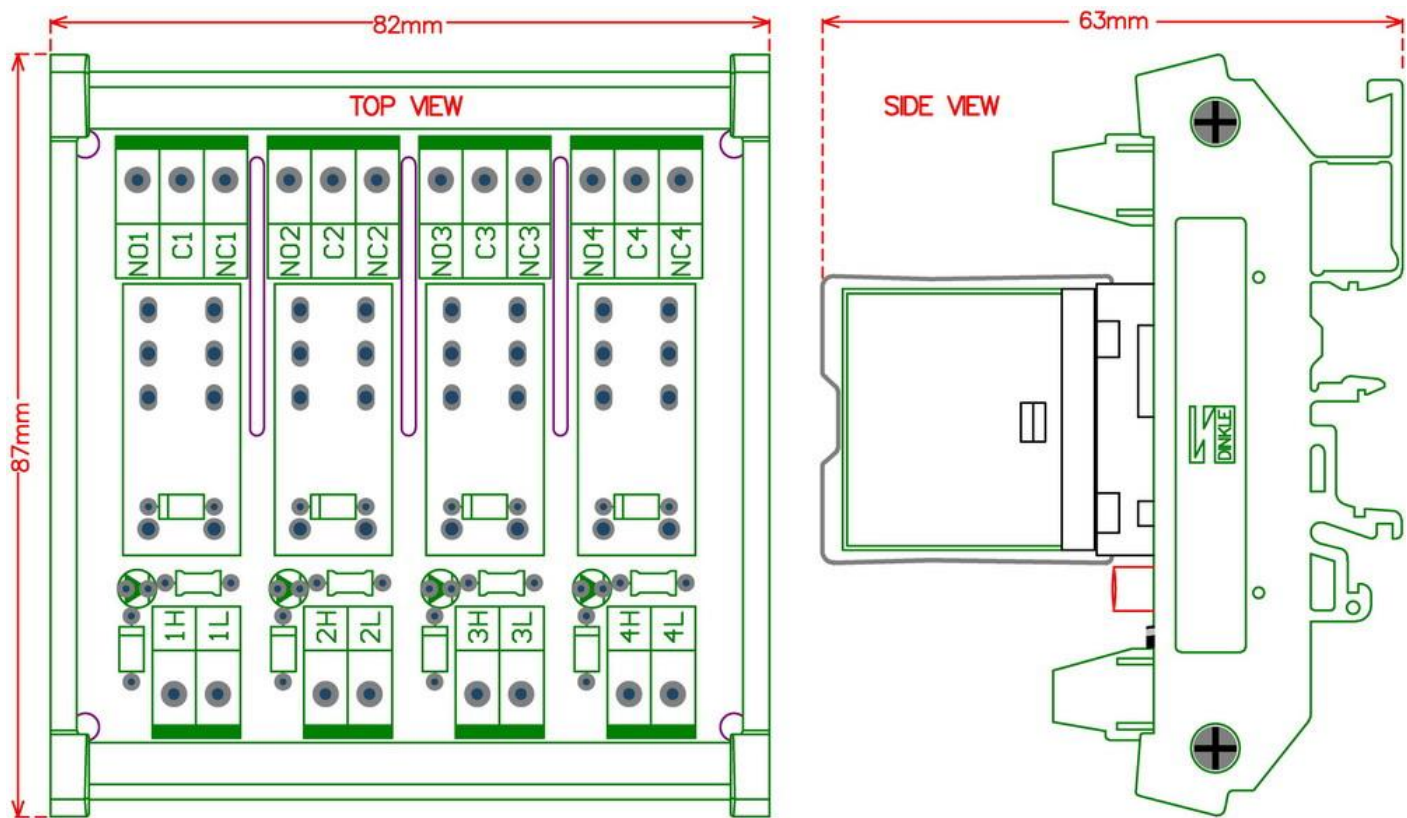 82mm
63mm
TOP VIEW
SIDE VIEW
NO1 C1 NC1 NO2 C2 NC2 NO3 C3 NC3 NO4 C4 NC4
87mm
DINKLE
1H 1L 2H 2L 3H 3L 4H 4L